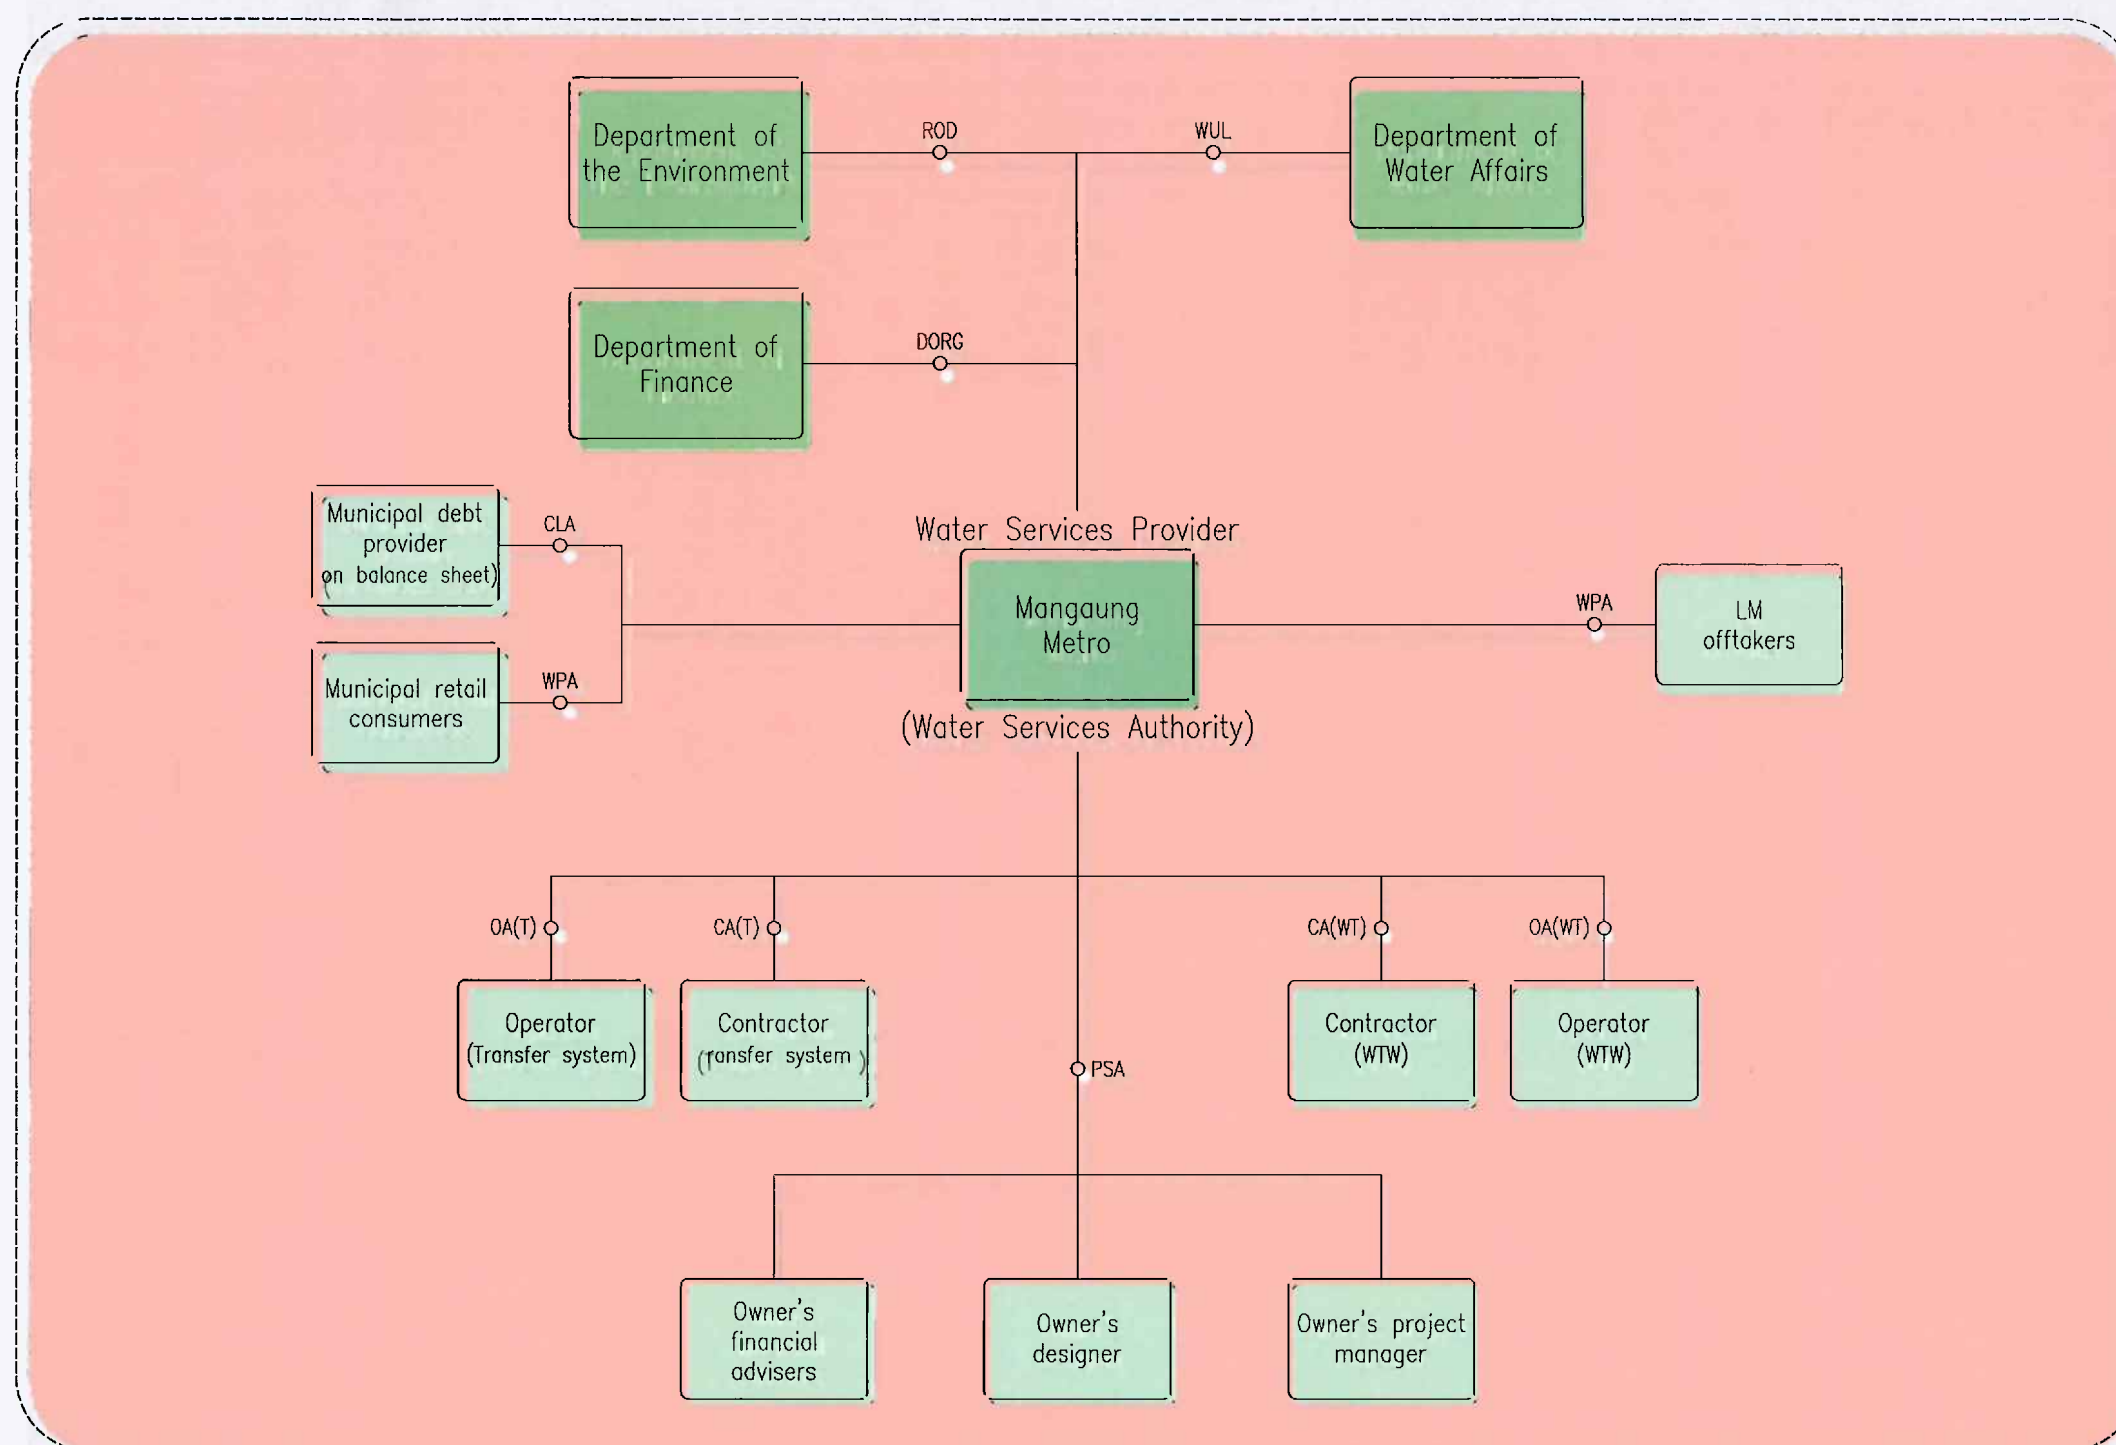 Department of
the Environment
ROD
WUL
Department of
Water Affairs
Department of
Finance
DORG
Municipal debt
provider
(on balance sheet)
CLA
Water Services Provider
Mangaung
Metro
(Water Services Authority)
WPA
LM
offtakers
Municipal retail
consumers
WPA
OA(T)
CA(T)
CA(WT)
OA(WT)
Operator
(Transfer system)
Contractor
(Transfer system)
Contractor
(WTW)
Operator
(WTW)
PSA
Owner's
financial
advisers
Owner's
designer
Owner's project
manager